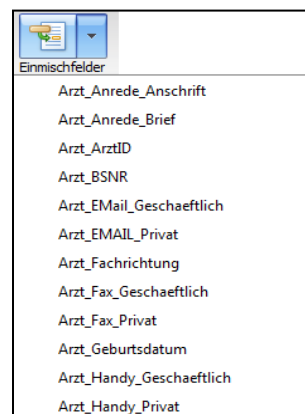 Einmischfelder
Arzt_Anrede_Anschrift
Arzt_Anrede_Brief
Arzt_ArztID
Arzt_BSNR
Arzt_EMail_Geschaeftlich
Arzt_EMAIL_Privat
Arzt_Fachrichtung
Arzt_Fax_Geschaeftlich
Arzt_Fax_Privat
Arzt_Geburtsdatum
Arzt_Handy_Geschaeftlich
Arzt_Handy_Privat